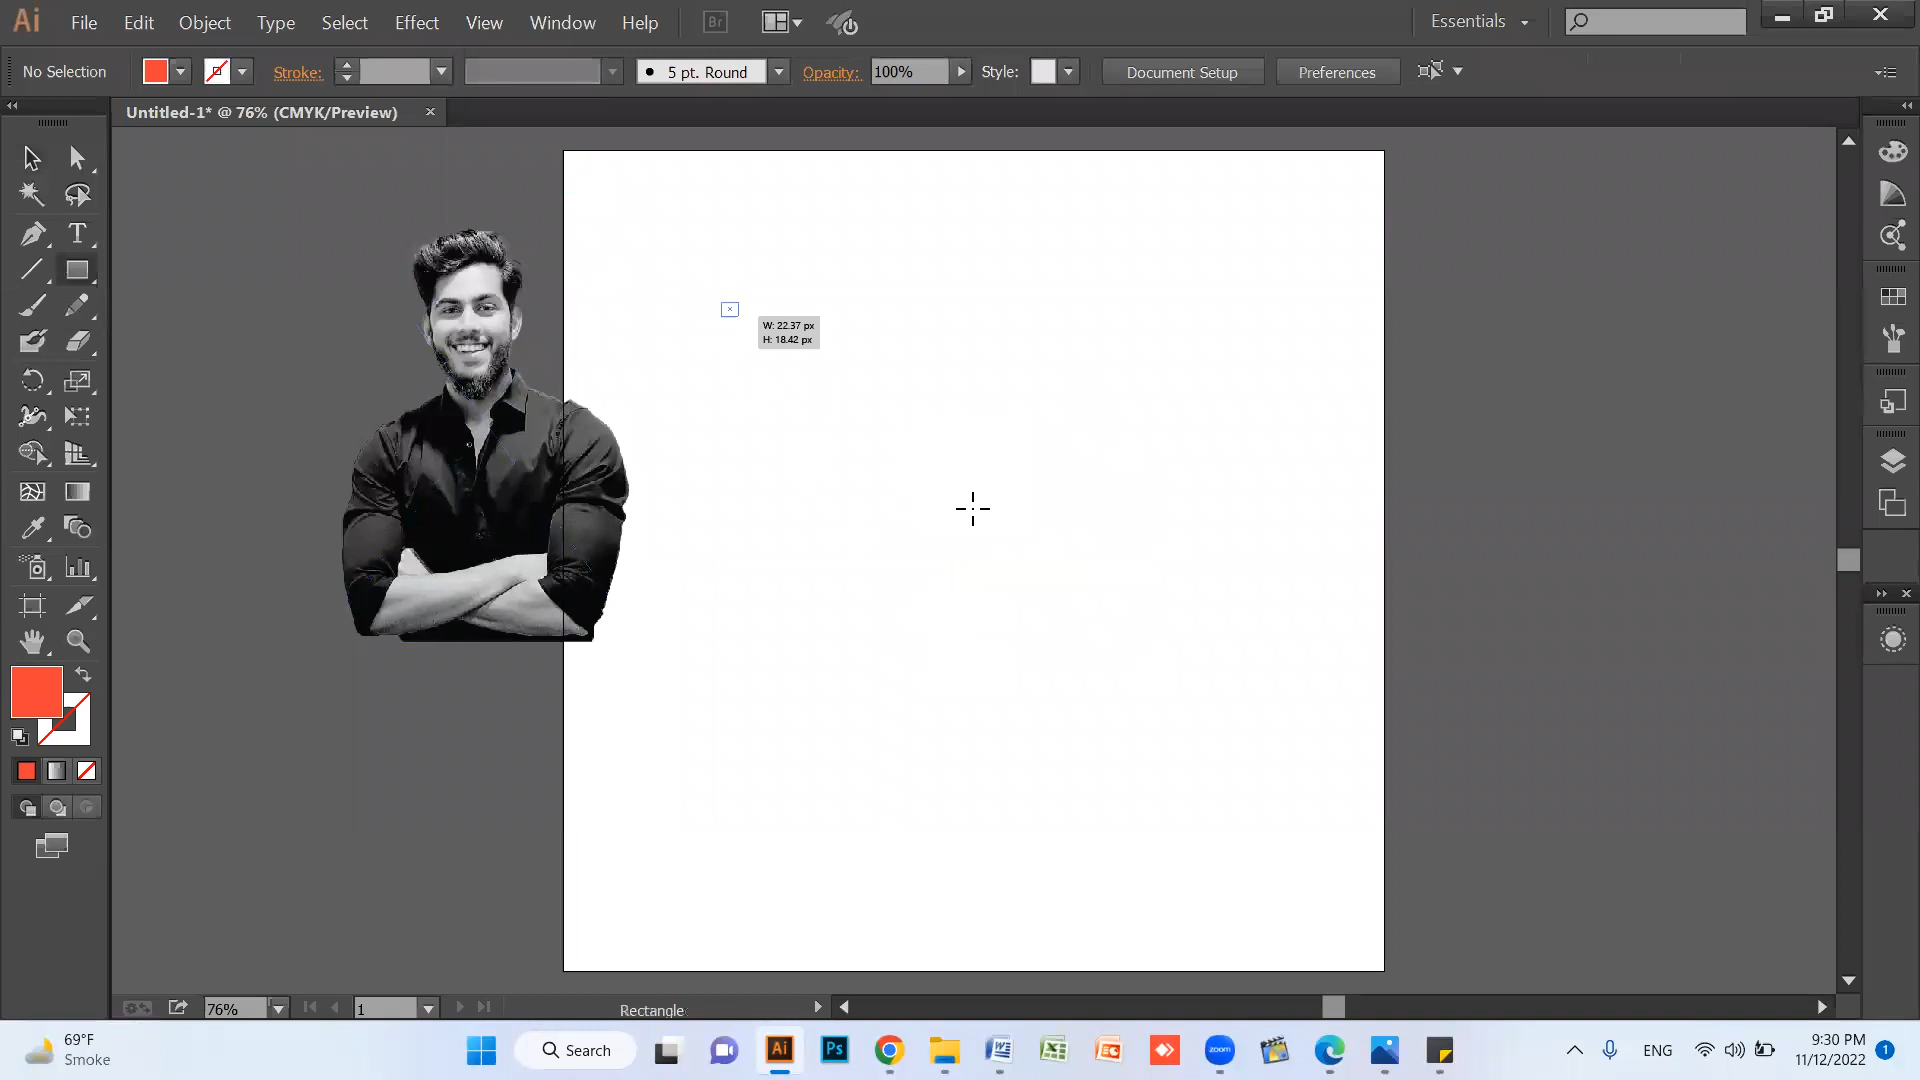 Ai File Edit Object Type Select Effect View Window Help Br Essentials
No Selection Stroke: 5 pt. Round Opacity: 100% Style: Document Setup Preferences
Untitled-1* @ 76% (CMYK/Preview)
T
W: 22.37 px
H: 18.42 px
76% 1 Rectangle
69°F
Smoke
Search
Ai
Ps
zoom
ENG
9:30 PM
11/12/2022
1